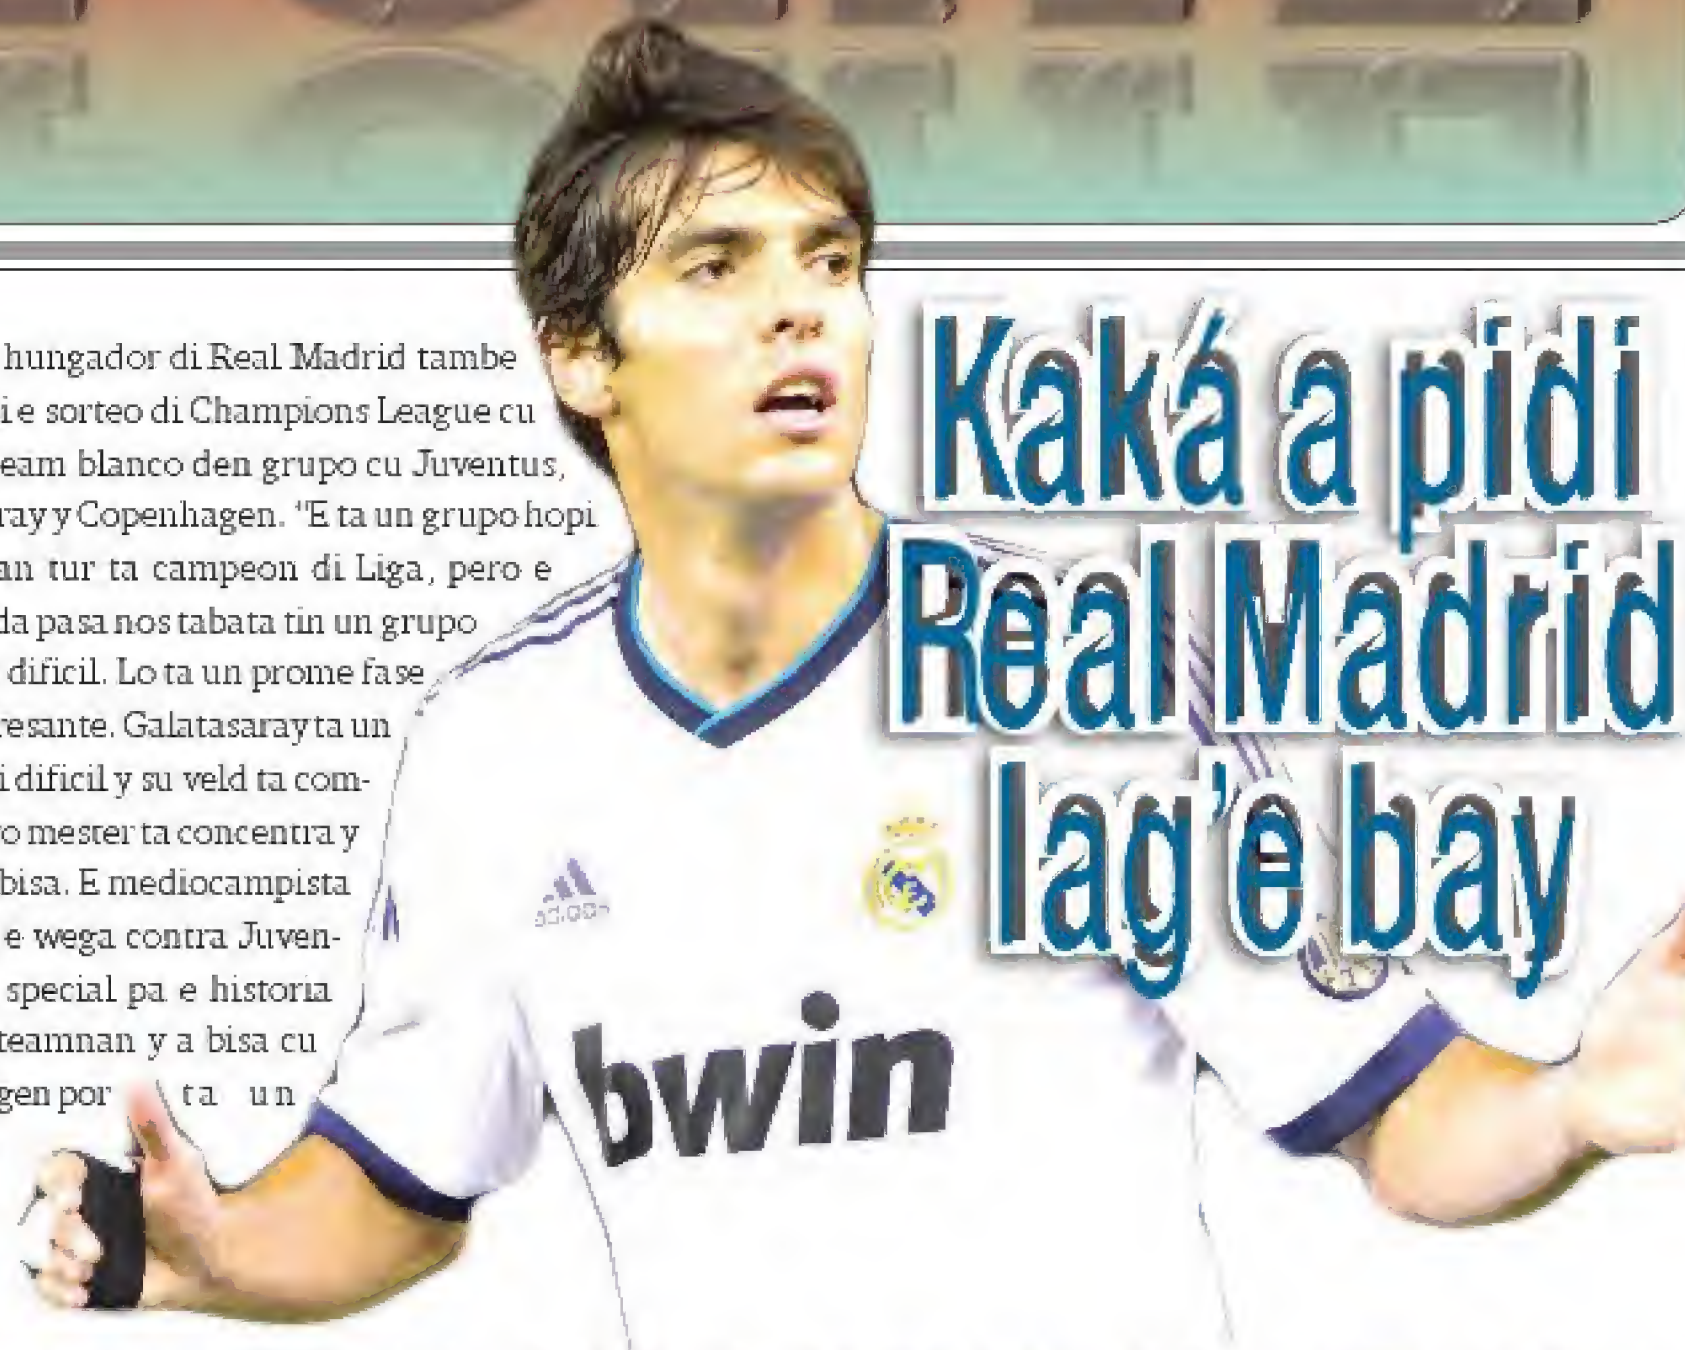 hungador di Real Madrid tambe
i e sorteo di Champions League cu
eam blanco den grupo cu Juventus,
ray y Copenhagen. "E ta un grupo hopi
an tur ta campeon di Liga, pero e
da pasa nos tabata tin un grupo
dificil. Lo ta un prome fase
resante. Galatasaray ta un
i dificil y su veld ta com-
o mester ta concentra y
bisa. E mediocampista
e wega contra Juven-
special pa e historia
teamnan y a bisa cu
gen por ta un
Kaká a pidi
Real Madrid
lag'e bay
adidas
bwin